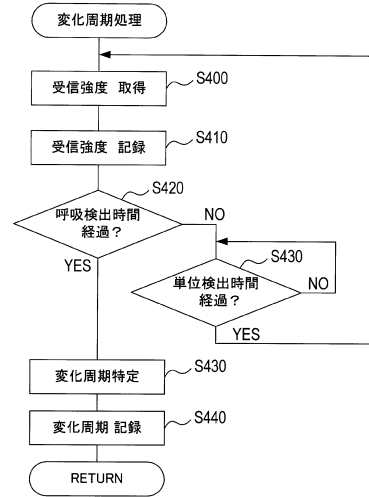 変化周期処理
受信強度 取得
S400
受信強度 記録
S410
S420
呼吸検出時間
経過?
NO
YES
S430
単位検出時間
経過?
NO
YES
変化周期特定
S430
変化周期 記録
S440
RETURN